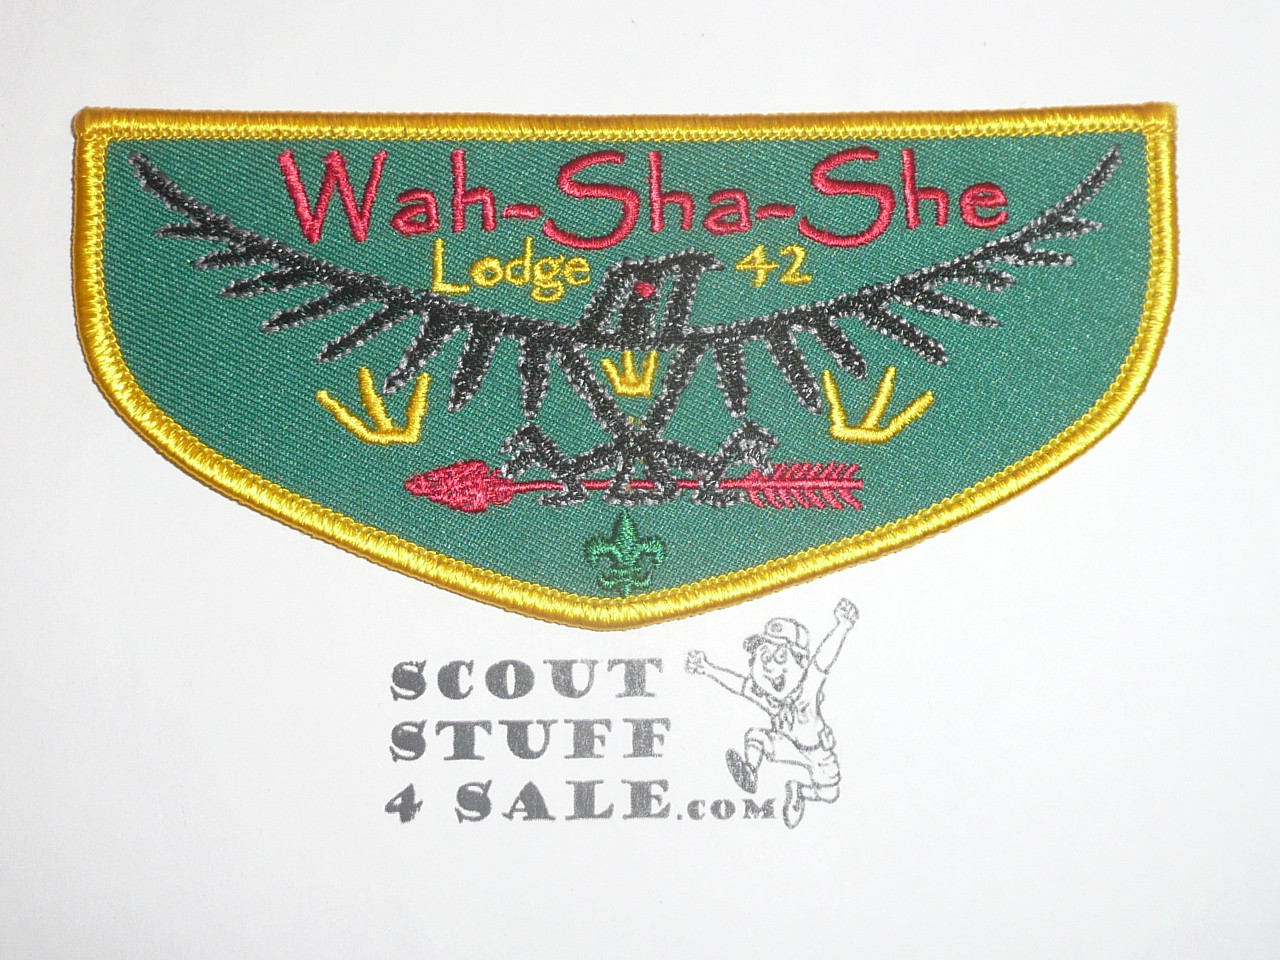 Wah-Sha-She
Lodge 42
SCOUT
STUFF
4 SALE.COM